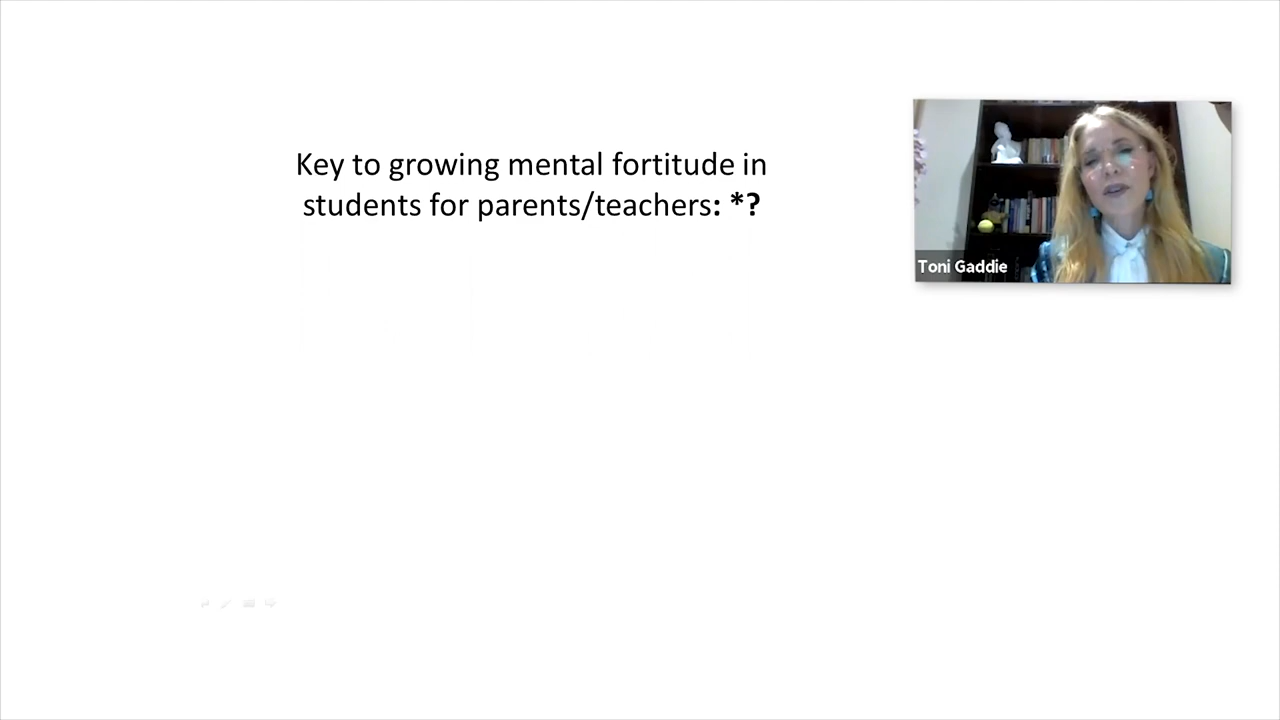 Key to growing mental fortitude in
students for parents/teachers: *?
Toni Gaddie